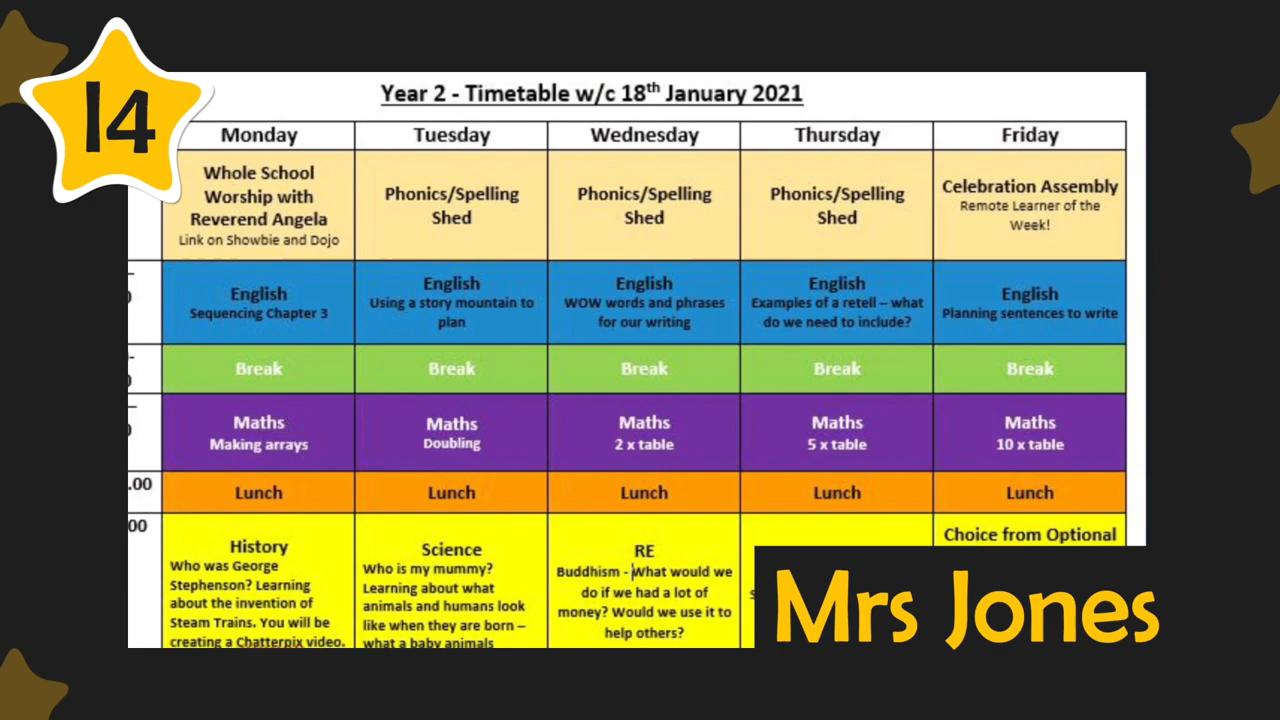 14
Year 2 - Timetable w/c 18th January 2021
Monday Tuesday Wednesday Thursday Friday
Whole School
Worship with
Reverend Angela
Link on Showbie and Dojo
Phonics/Spelling
Shed
Phonics/Spelling
Shed
Phonics/Spelling
Shed
Celebration Assembly
Remote Learner of the
Week!
English
Sequencing Chapter 3
English
Using a story mountain to
plan
English
WOW words and phrases
for our writing
English
Examples of a retell – what
do we need to include?
English
Planning sentences to write
Break Break Break Break Break
Maths
Making arrays
Maths
Doubling
Maths
2 x table
Maths
5 x table
Maths
10 x table
.00
Lunch Lunch Lunch Lunch Lunch
00
History
Who was George
Stephenson? Learning
about the invention of
Steam Trains. You will be
creating a Chatterpix video.
Science
Who is my mummy?
Learning about what
animals and humans look
like when they are born –
what a baby animals
RE
Buddhism - What would we
do if we had a lot of
money? Would we use it to
help others?
Choice from Optional
Mrs Jones